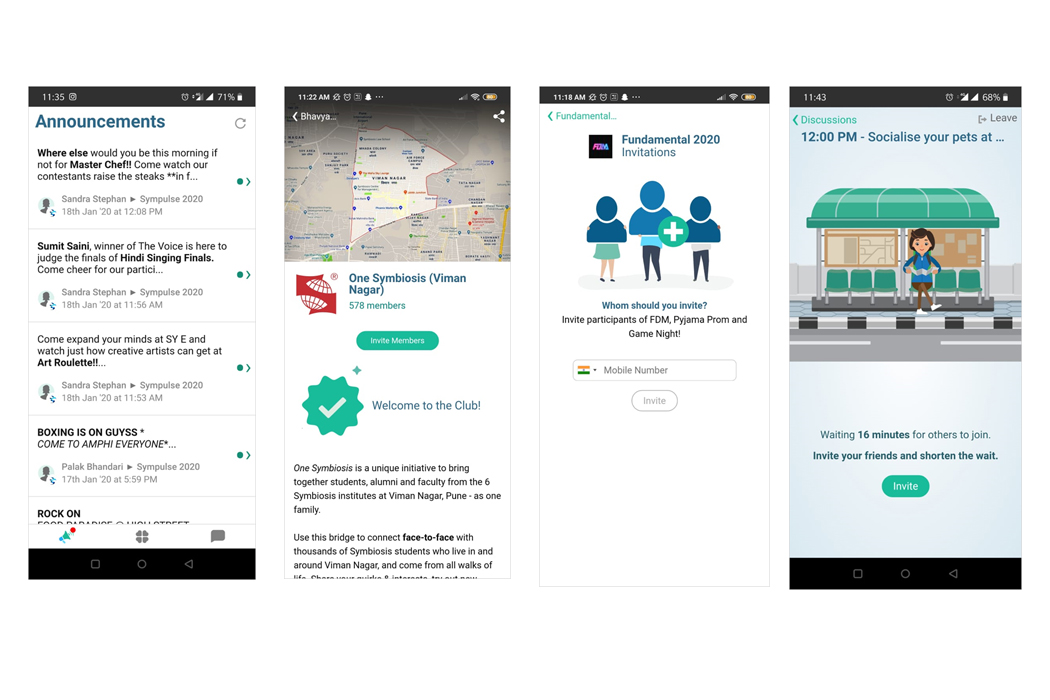 11:35
71%
Announcements
Where else would you be this morning if
not for Master Chef!! Come watch our
contestants raise the steaks **in f...
Sandra Stephan ► Sympulse 2020
18th Jan '20 at 12:08 PM
Sumit Saini, winner of The Voice is here to
judge the finals of Hindi Singing Finals.
Come cheer for our partici...
Sandra Stephan ► Sympulse 2020
18th Jan '20 at 11:56 AM
Come expand your minds at SY E and
watch just how creative artists can get at
Art Roulette!!...
Sandra Stephan ► Sympulse 2020
18th Jan '20 at 11:53 AM
BOXING IS ON GUYSS *
COME TO AMPHI EVERYONE*...
Palak Bhandari ► Sympulse 2020
17th Jan '20 at 5:59 PM
ROCK ON
FOOD PARADISE @ HIGH STREET
11:22 AM
Bhavya...
VIMAN NAGAR
®
One Symbiosis (Viman
Nagar)
578 members
Invite Members
Welcome to the Club!
One Symbiosis is a unique initiative to bring
together students, alumni and faculty from the 6
Symbiosis institutes at Viman Nagar, Pune - as one
family.
Use this bridge to connect face-to-face with
thousands of Symbiosis students who live in and
around Viman Nagar, and come from all walks of
life. Share your quirks & interests, try out new
11:18 AM
Fundamental...
FDM
Fundamental 2020
Invitations
Whom should you invite?
Invite participants of FDM, Pyjama Prom and
Game Night!
Mobile Number
Invite
11:43
68%
Discussions
Leave
12:00 PM - Socialise your pets at ...
Waiting 16 minutes for others to join.
Invite your friends and shorten the wait.
Invite